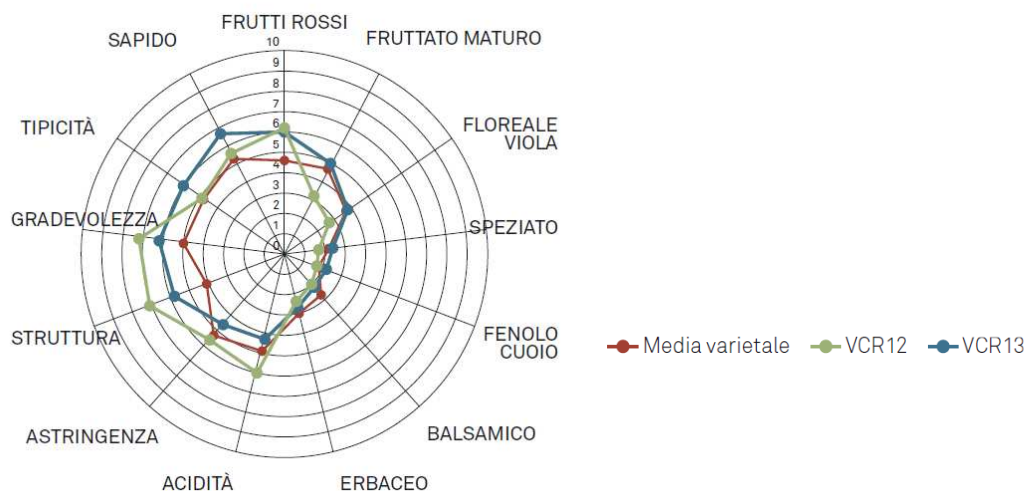 FRUTTI ROSSI
FRUTTATO MATURO
FLOREALE
VIOLA
SPEZIATO
FENOLO
CUOIO
BALSAMICO
ERBACEO
ACIDITÀ
ASTRINGENZA
STRUTTURA
GRADEVOLEZZA
TIPICITÀ
SAPIDO
10
9
8
7
6
5
4
3
2
1
0
Media varietale
VCR12
VCR13